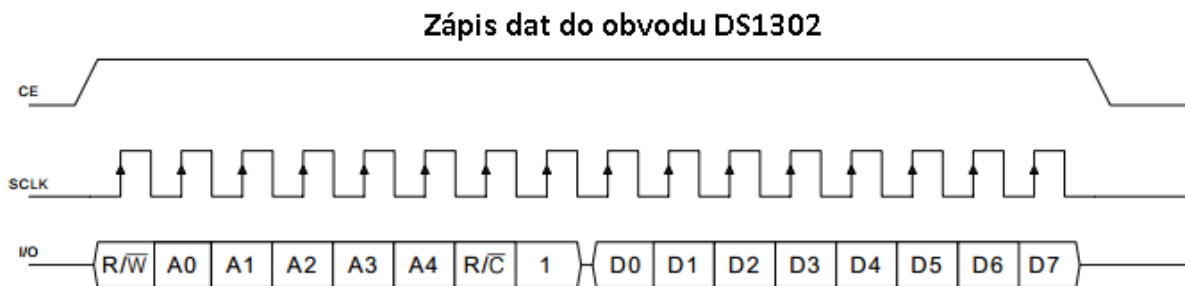 Zápis dat do obvodu DS1302
CE
SCLK
I/O R/W̅ A0 A1 A2 A3 A4 R/C̅ 1 D0 D1 D2 D3 D4 D5 D6 D7